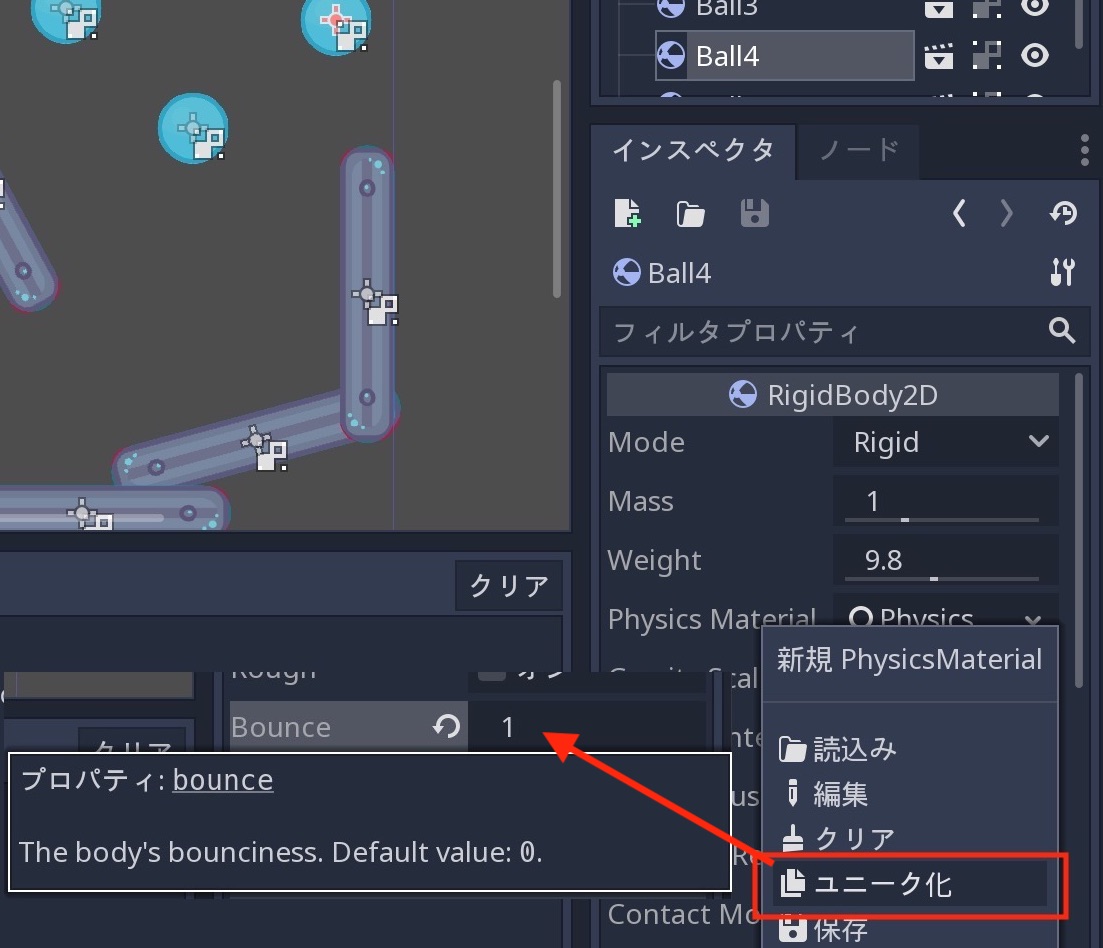 Ball3
Ball4
インスペクタ
ノード
Ball4
フィルタプロパティ
RigidBody2D
Mode
Rigid
Mass
1
Weight
9.8
Physics Material
Physics
クリア
新規 PhysicsMaterial
Rough
オン
Bounce
1
クリア
読込み
プロパティ: bounce
編集
クリア
The body's bounciness. Default value: 0.
ユニーク化
Contact Mo
保存